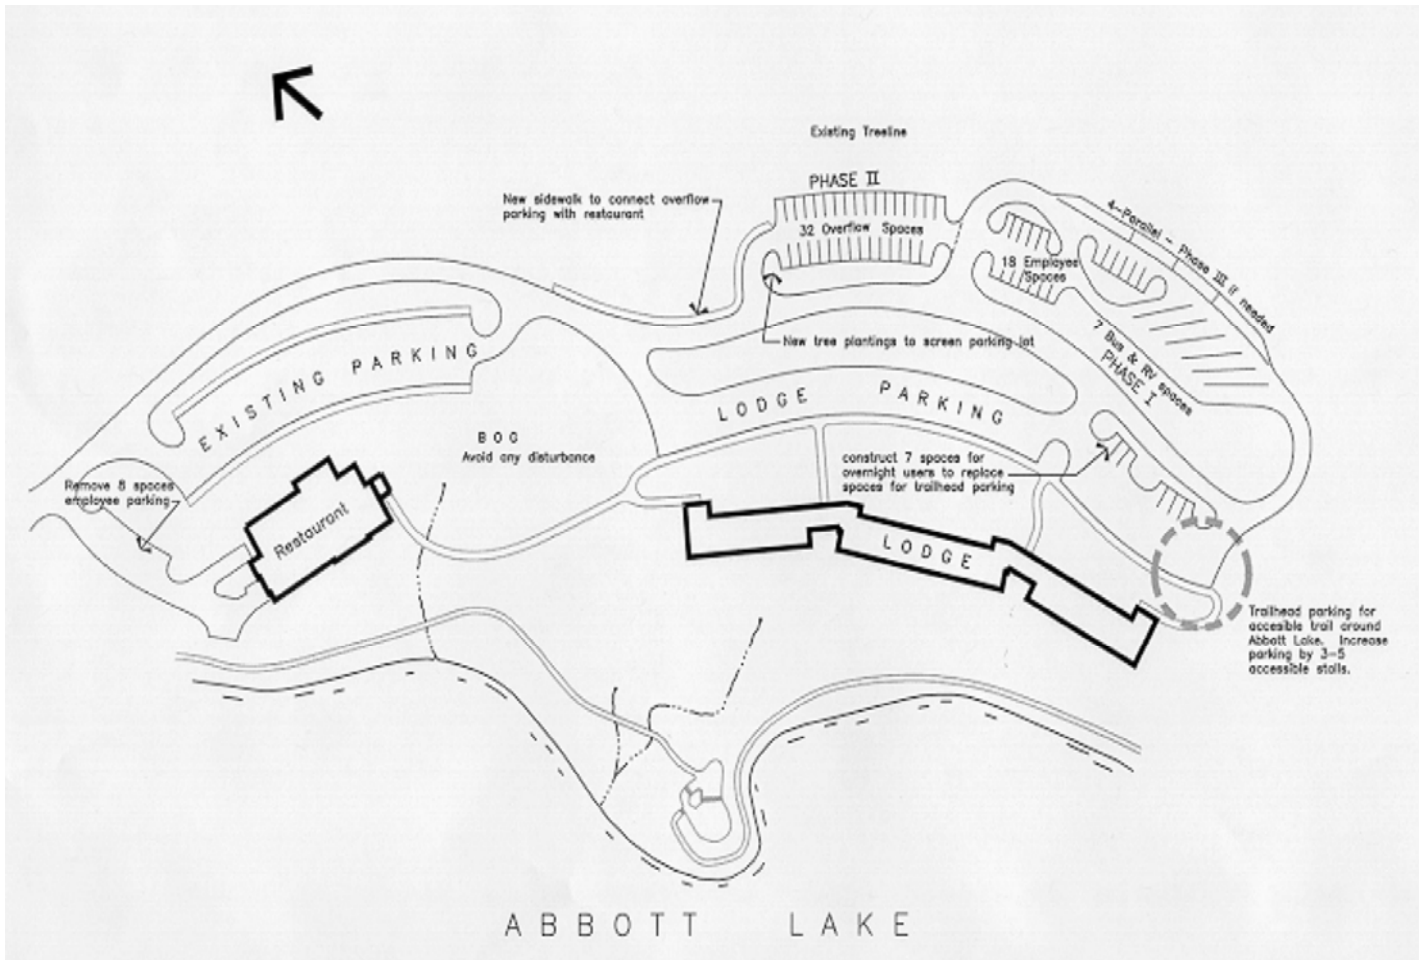 Existing Treeline
PHASE II
New sidewalk to connect overflow
parking with restaurant
32 Overflow Spaces
4-Parallel - Phase III if needed
18 Employee
Spaces
7 Bus & RV spaces
PHASE I
New tree plantings to screen parking lot
EXISTING PARKING
LODGE PARKING
BOG
Avoid any disturbance
construct 7 spaces for
overnight users to replace
spaces for trailhead parking
Remove 8 spaces
employee parking
Restaurant
LODGE
Trailhead parking for
accesible trail around
Abbott Lake. Increase
parking by 3-5
accessible stalls.
ABBOTT LAKE